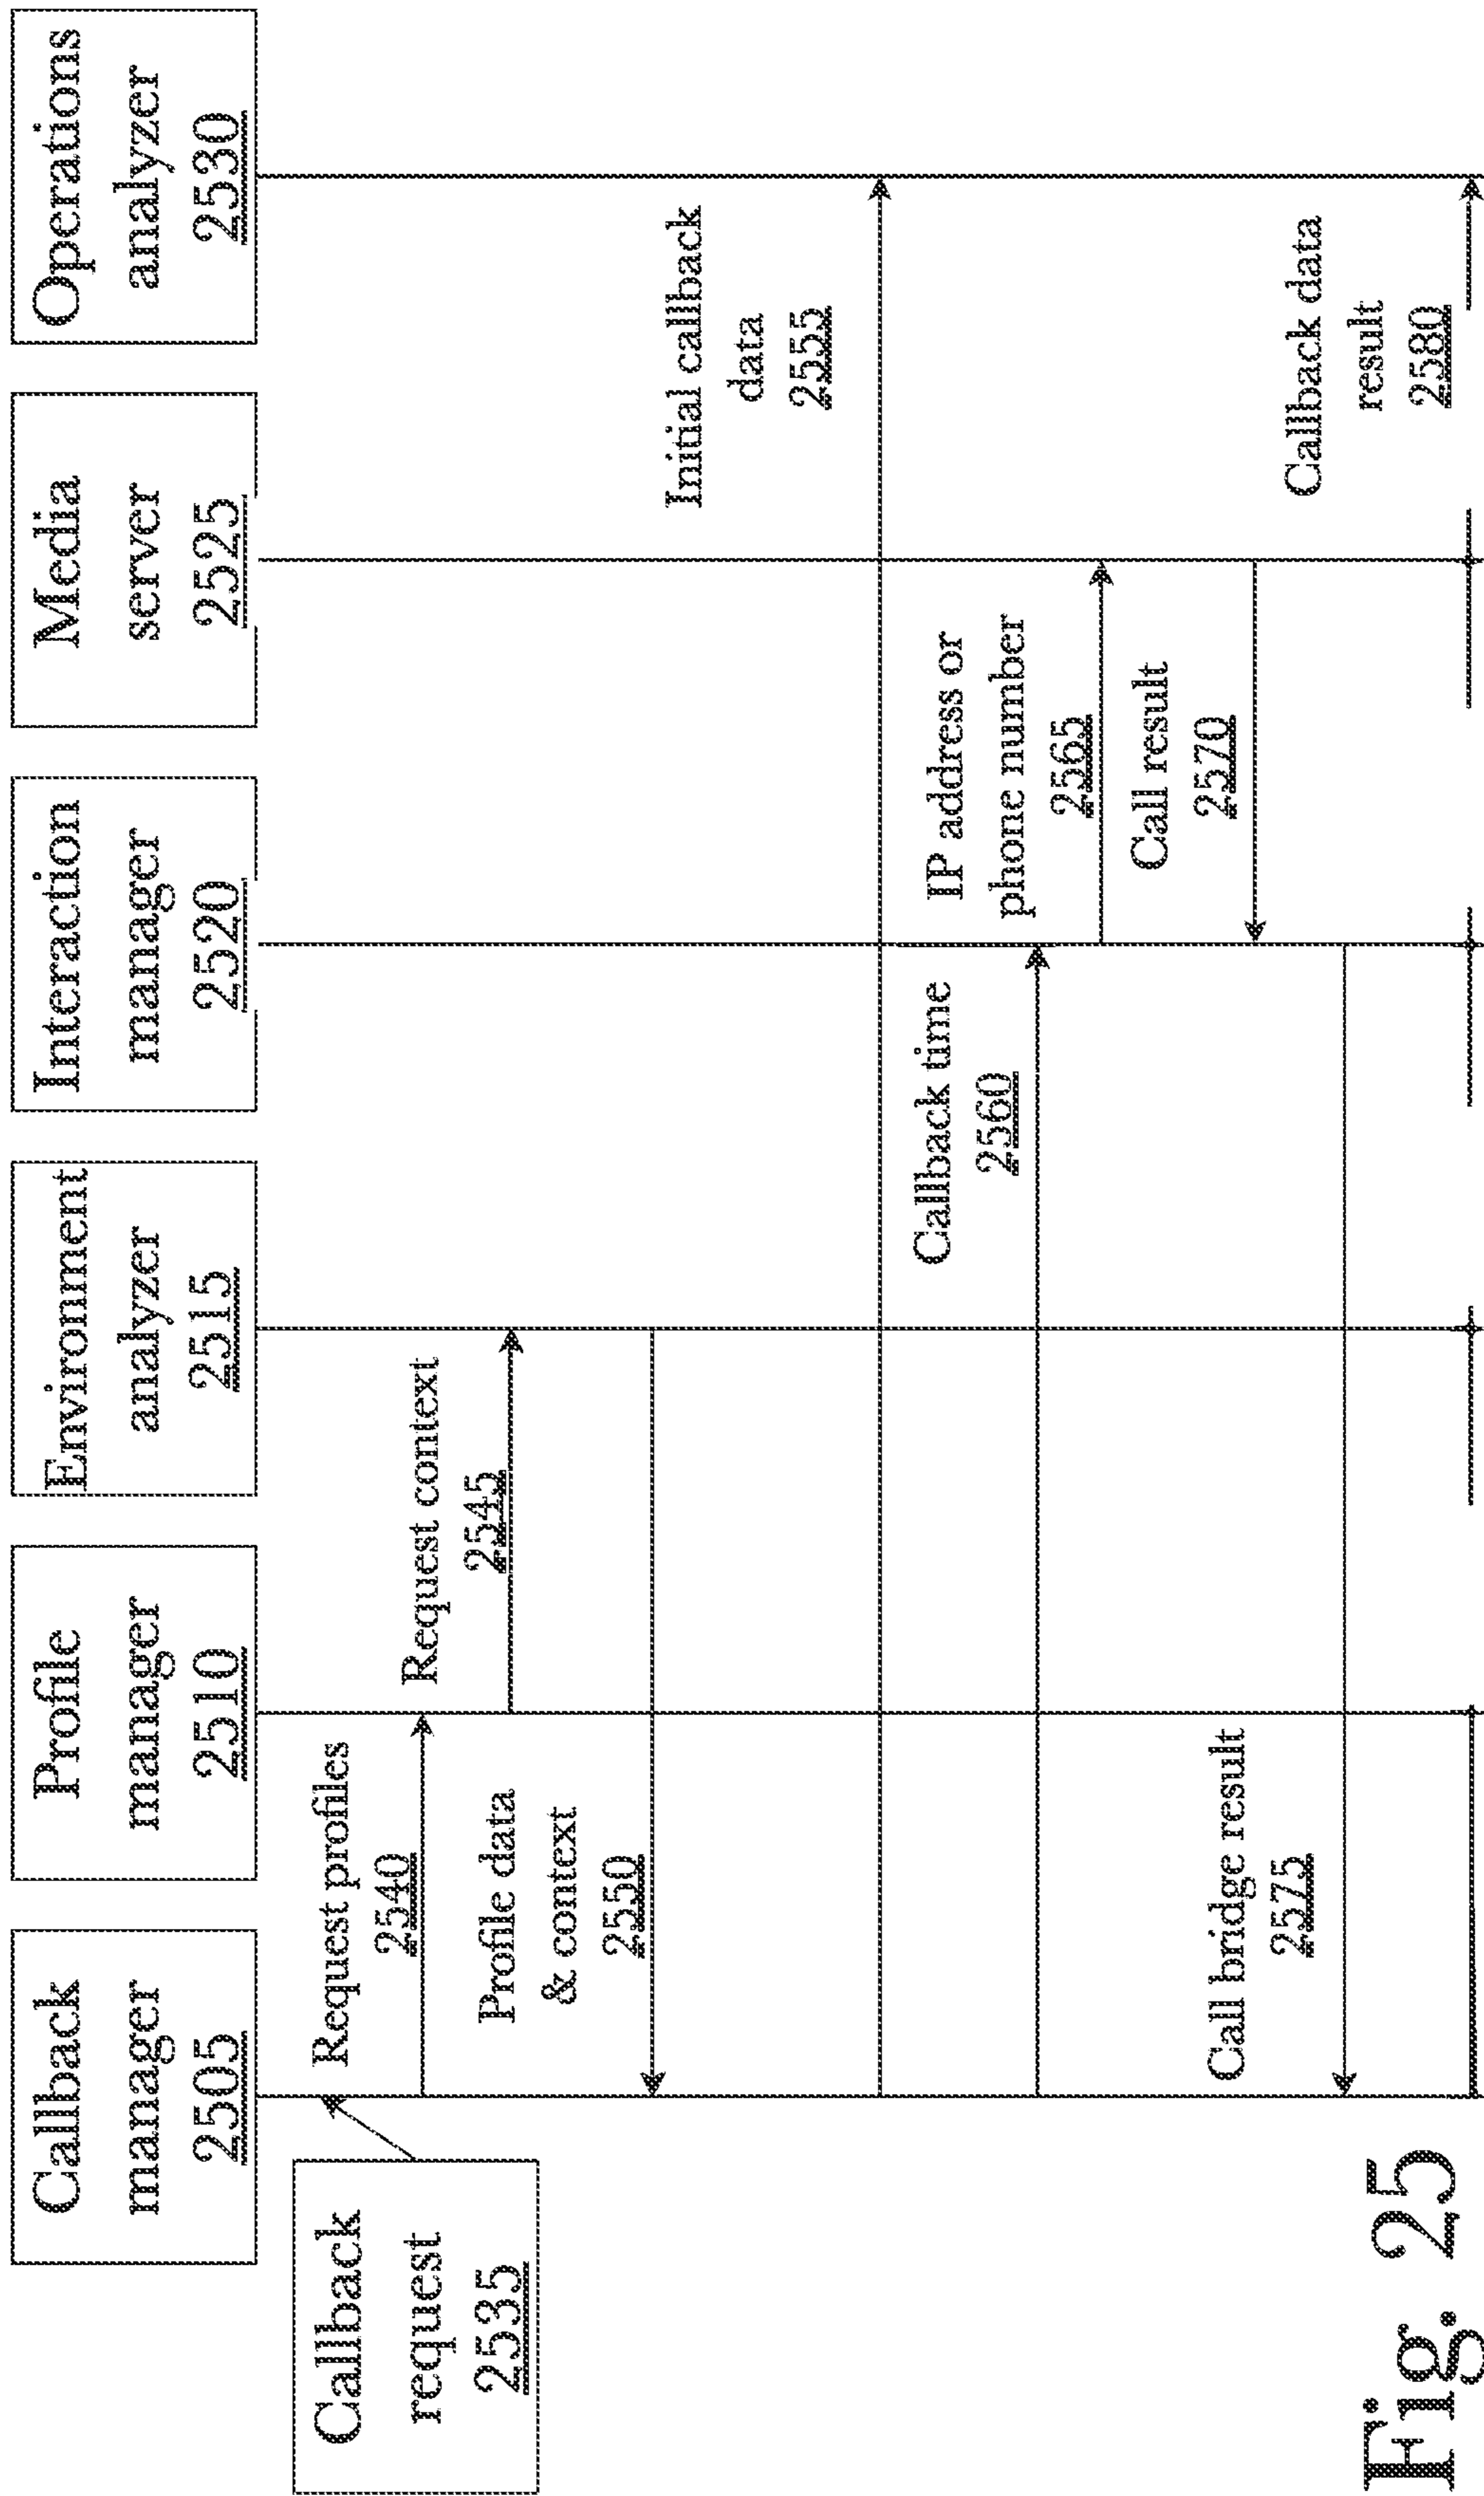 Callback
manager
2505
Profile
manager
2510
Environment
analyzer
2515
Interaction
manager
2520
Media
server
2525
Operations
analyzer
2530
Callback
request
2535
Request profiles
2540
Request context
2545
Profile data
& context
2550
Initial callback
data
2555
Callback time
2560
IP address or
phone number
2565
Call result
2570
Call bridge result
2575
Callback data
result
2580
Fig. 25